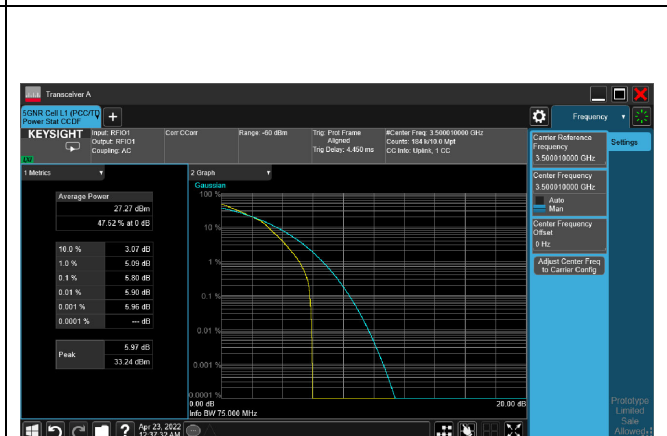 Transceiver A
5GNR Cell L1 (PCC/TDD)
Power Stat CCDF
Frequency
KEYSIGHT
Input: RFIO1
Output: RFIO1
Coupling: AC
Corr CCorr
Range: -60 dBm
Trig: Prot Frame
Aligned
Trig Delay: 4.450 ms
#Center Freq: 3.500010000 GHz
Counts: 184 k/10.0 Mpt
CC Info: Uplink, 1 CC
1 Metrics
Average Power
27.27 dBm
47.52 % at 0 dB
10.0 % 3.07 dB
1.0 % 5.09 dB
0.1 % 5.80 dB
0.01 % 5.90 dB
0.001 % 5.96 dB
0.0001 % --- dB
Peak
5.97 dB
33.24 dBm
2 Graph
Gaussian
100 %
10 %
1 %
0.1 %
0.01 %
0.001 %
0.0001 %
0.00 dB
20.00 dB
Info BW 75.000 MHz
Carrier Reference
Frequency
3.500010000 GHz
Center Frequency
3.500010000 GHz
Auto
Man
Center Frequency
Offset
0 Hz
Adjust Center Freq
to Carrier Config
Settings
Prototype
Limited
Sale
Allowed
Apr 23, 2022
12:37:32 AM